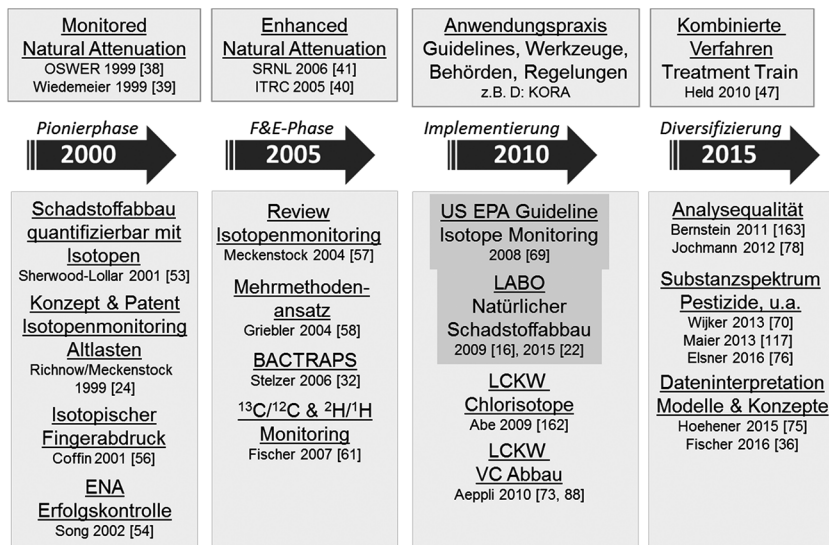 Monitored
Natural Attenuation
OSWER 1999 [38]
Wiedemeier 1999 [39]
Enhanced
Natural Attenuation
SRNL 2006 [41]
ITRC 2005 [40]
Anwendungspraxis
Guidelines, Werkzeuge,
Behörden, Regelungen
z.B. D: KORA
Kombinierte
Verfahren
Treatment Train
Held 2010 [47]
Pionierphase
2000
F&E-Phase
2005
Implementierung
2010
Diversifizierung
2015
Schadstoffabbau
quantifizierbar mit
Isotopen
Sherwood-Lollar 2001 [53]
Konzept & Patent
Isotopenmonitoring
Altlasten
Richnow/Meckenstock
1999 [24]
Isotopischer
Fingerabdruck
Coffin 2001 [56]
ENA
Erfolgskontrolle
Song 2002 [54]
Review
Isotopenmonitoring
Meckenstock 2004 [57]
Mehrmethoden-
ansatz
Griebler 2004 [58]
BACTRAPS
Stelzer 2006 [32]
¹³C/¹²C & ²H/¹H
Monitoring
Fischer 2007 [61]
US EPA Guideline
Isotope Monitoring
2008 [69]
LABO
Natürlicher
Schadstoffabbau
2009 [16], 2015 [22]
LCKW
Chlorisotope
Abe 2009 [162]
LCKW
VC Abbau
Aeppli 2010 [73, 88]
Analysequalität
Bernstein 2011 [163]
Jochmann 2012 [78]
Substanzspektrum
Pestizide, u.a.
Wijker 2013 [70]
Maier 2013 [117]
Elsner 2016 [76]
Dateninterpretation
Modelle & Konzepte
Hoehener 2015 [75]
Fischer 2016 [36]